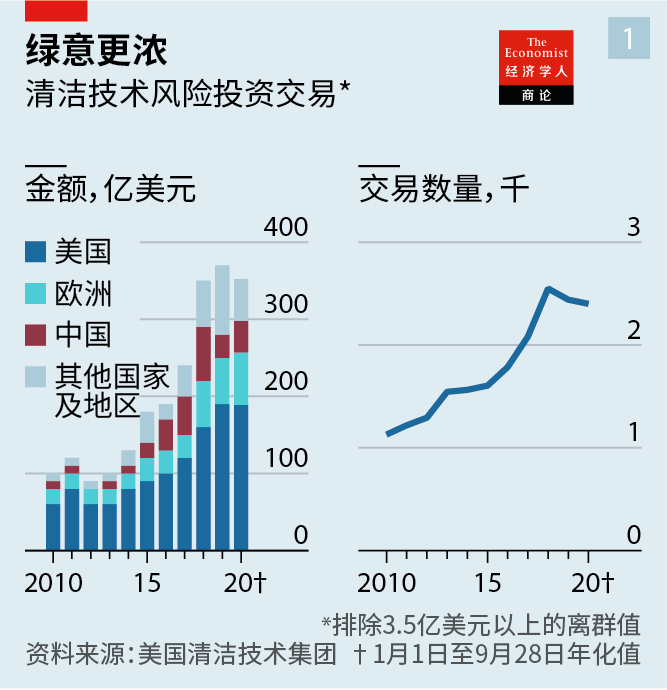 绿意更浓
清洁技术风险投资交易*
The
Economist
经济学人
商论
1
金额，亿美元
400
300
200
100
0
美国
欧洲
中国
其他国家
及地区
2010 15 20†
交易数量，千
3
2
1
0
2010 15 20†
*排除3.5亿美元以上的离群值
资料来源：美国清洁技术集团 †1月1日至9月28日年化值